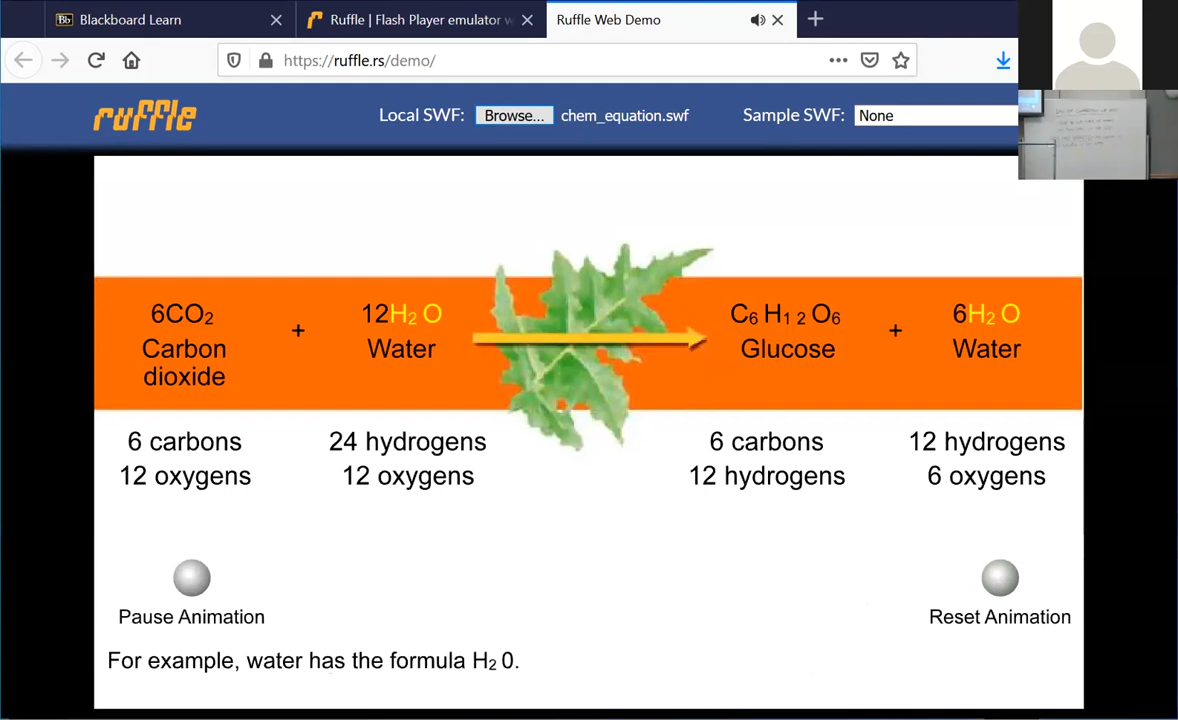 Blackboard Learn
Ruffle | Flash Player emulator w
Ruffle Web Demo
https://ruffle.rs/demo/
ruffle
Local SWF: Browse... chem_equation.swf
Sample SWF: None
6CO₂ + 12H₂ O C₆ H₁ ₂ O₆ + 6H₂ O
Carbon dioxide
Water
Glucose
Water
6 carbons
12 oxygens
24 hydrogens
12 oxygens
6 carbons
12 hydrogens
12 hydrogens
6 oxygens
Pause Animation
Reset Animation
For example, water has the formula H₂ 0.